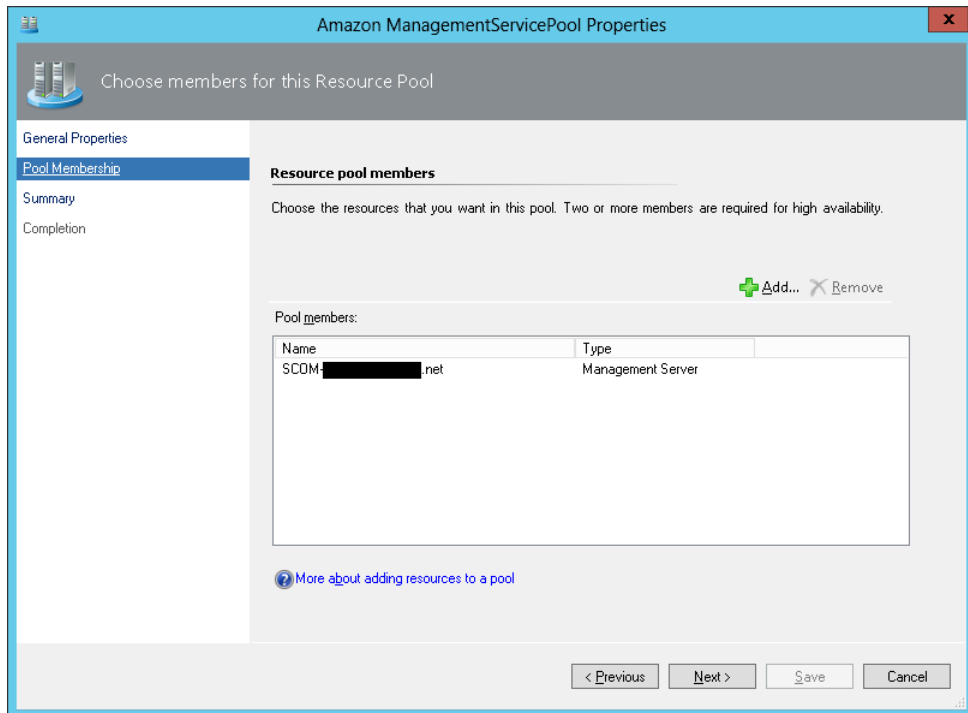 Amazon ManagementServicePool Properties
x
Choose members for this Resource Pool
General Properties
Pool Membership
Summary
Completion
Resource pool members
Choose the resources that you want in this pool. Two or more members are required for high availability.
Add... Remove
Pool members:
Name Type
SCOM- .net Management Server
More about adding resources to a pool
< Previous Next > Save Cancel